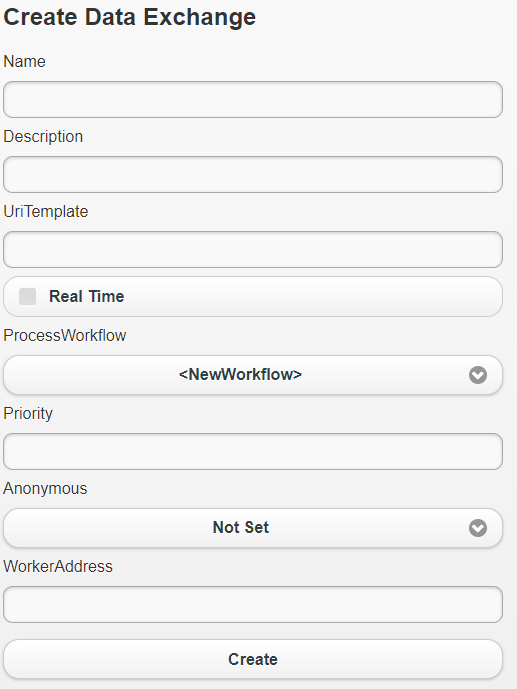 Create Data Exchange
Name
Description
UriTemplate
Real Time
ProcessWorkflow
<NewWorkflow>
Priority
Anonymous
Not Set
WorkerAddress
Create